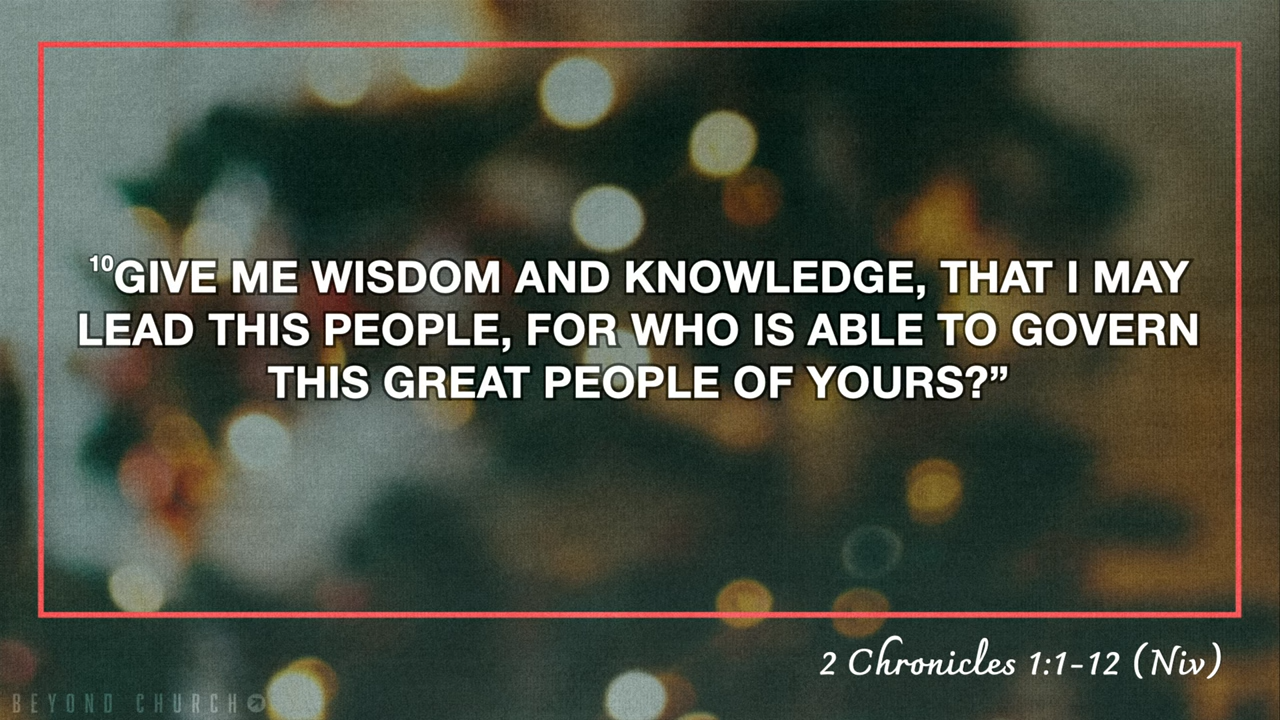 ¹⁰GIVE ME WISDOM AND KNOWLEDGE, THAT I MAY
LEAD THIS PEOPLE, FOR WHO IS ABLE TO GOVERN
THIS GREAT PEOPLE OF YOURS?”
2 Chronicles 1:1-12 (Niv)
BEYOND CHURCH